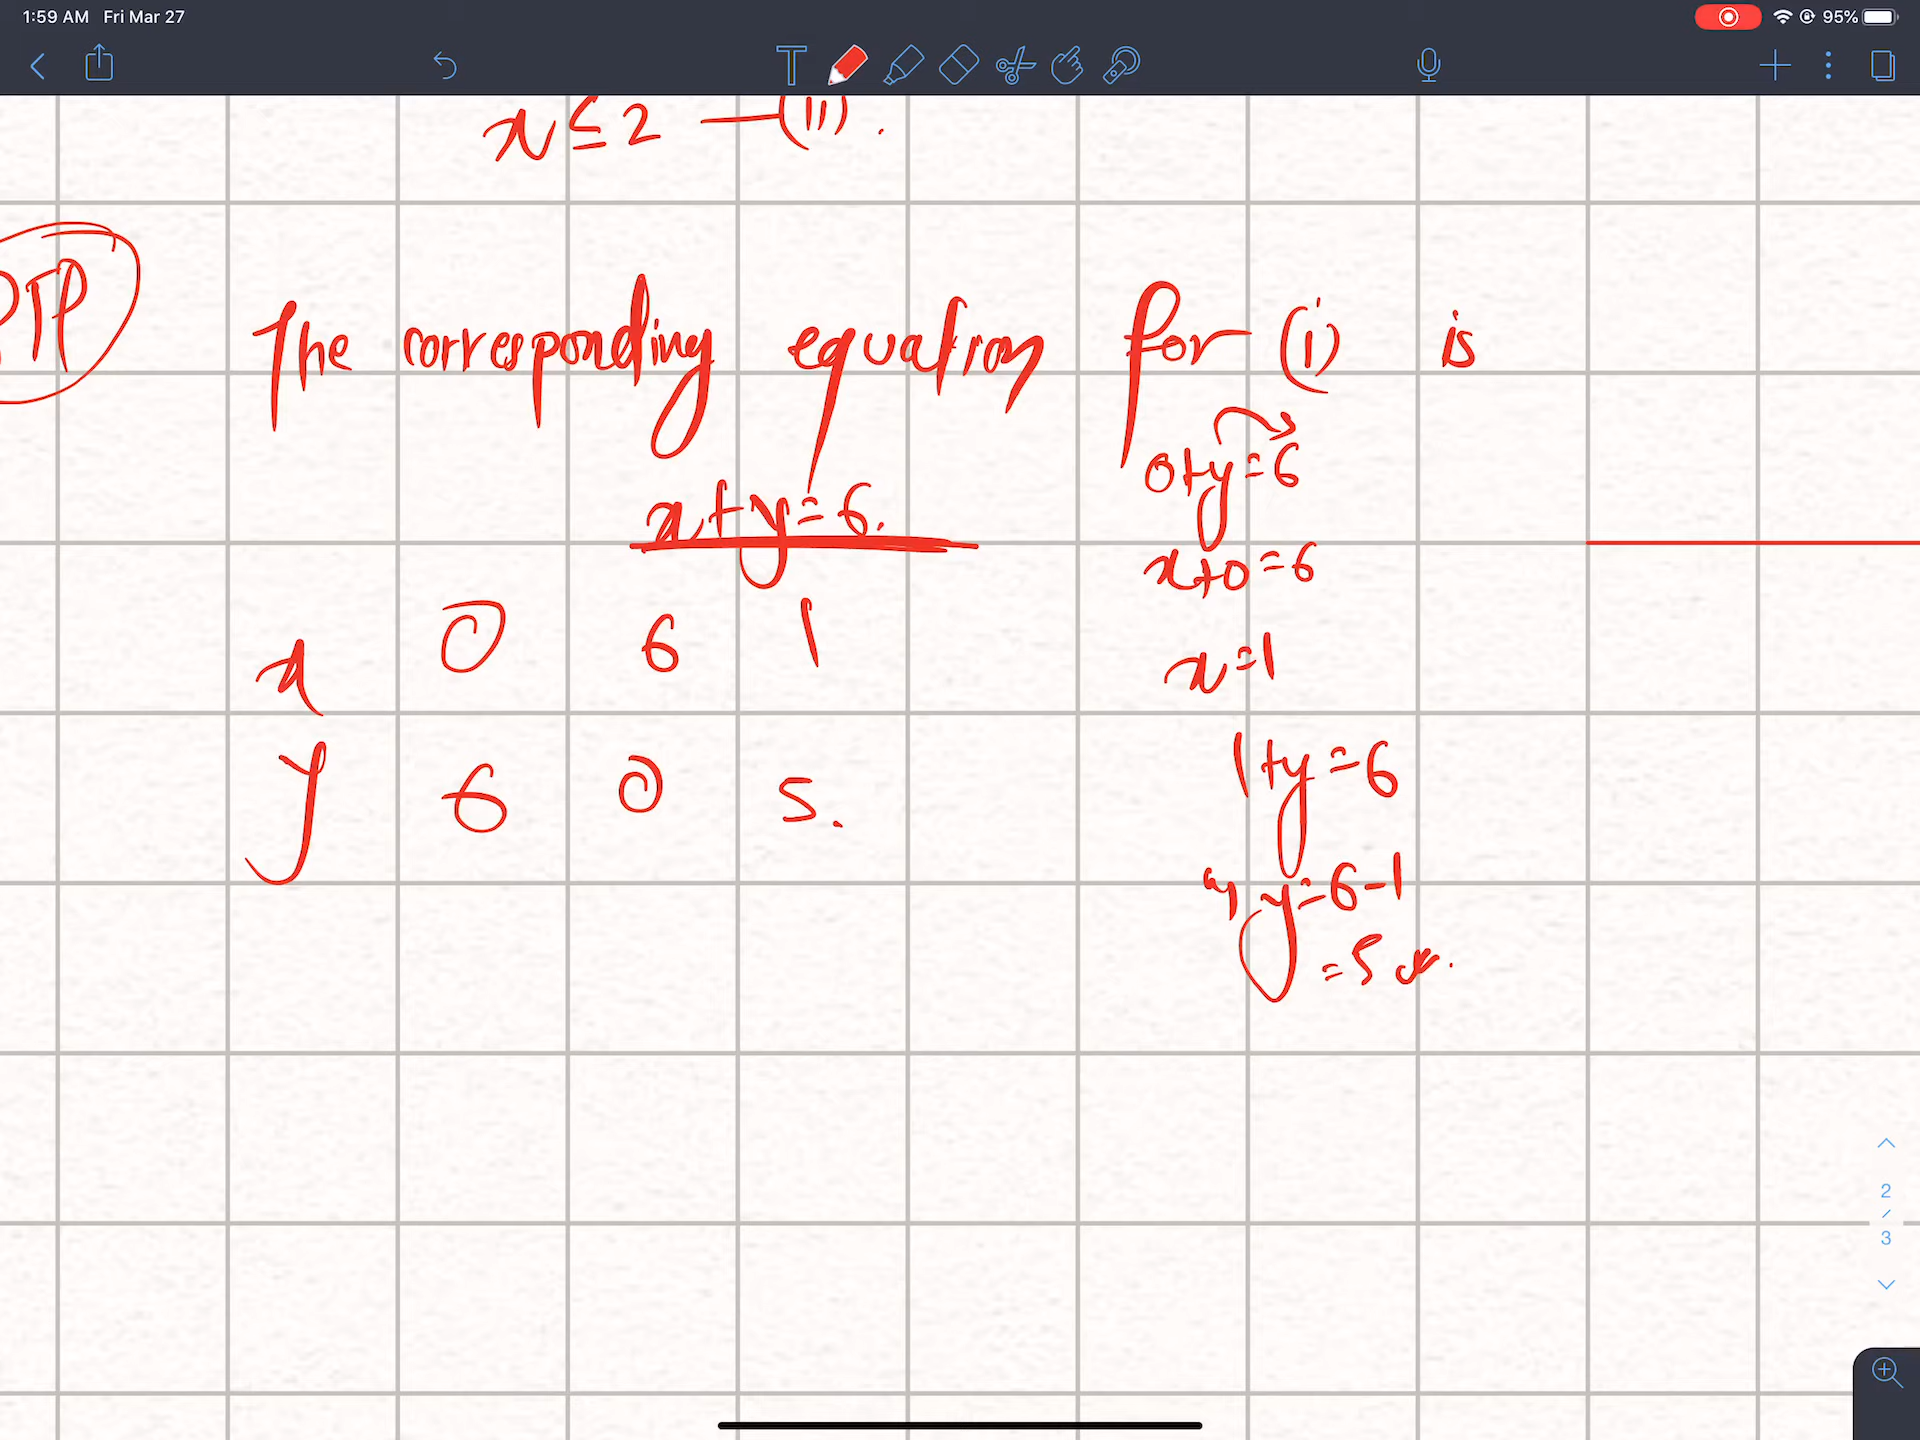 1:59 AM Fri Mar 27
95%
x ≤ 2 —(ii).
The corresponding equation for (i) is
x+y=6.
0+y=6
x+0=6
x 0 6 1
x=1
y 6 0 5.
1+y=6
y=6-1
=5
2
3